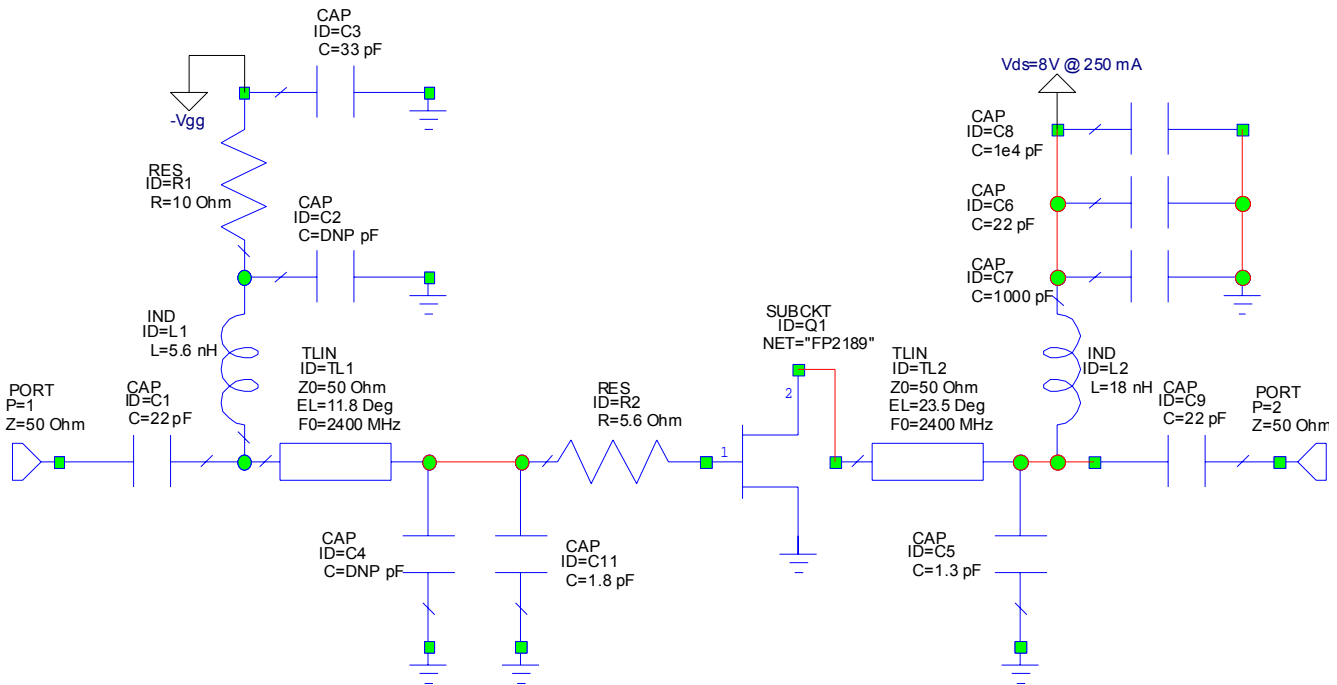 CAP
ID=C3
C=33 pF
-Vgg
RES
ID=R1
R=10 Ohm
CAP
ID=C2
C=DNP pF
IND
ID=L1
L=5.6 nH
PORT
P=1
Z=50 Ohm
CAP
ID=C1
C=22 pF
TLIN
ID=TL1
Z0=50 Ohm
EL=11.8 Deg
F0=2400 MHz
CAP
ID=C4
C=DNP pF
CAP
ID=C11
C=1.8 pF
RES
ID=R2
R=5.6 Ohm
SUBCKT
ID=Q1
NET="FP2189"
1
2
TLIN
ID=TL2
Z0=50 Ohm
EL=23.5 Deg
F0=2400 MHz
Vds=8V @ 250 mA
CAP
ID=C8
C=1e4 pF
CAP
ID=C6
C=22 pF
CAP
ID=C7
C=1000 pF
IND
ID=L2
L=18 nH
CAP
ID=C5
C=1.3 pF
CAP
ID=C9
C=22 pF
PORT
P=2
Z=50 Ohm